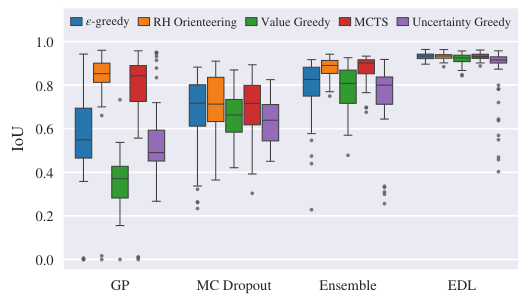 ε-greedy RH Orienteering Value Greedy MCTS Uncertainty Greedy
1.0
0.8
0.6
0.4
0.2
0.0
IoU
GP MC Dropout Ensemble EDL